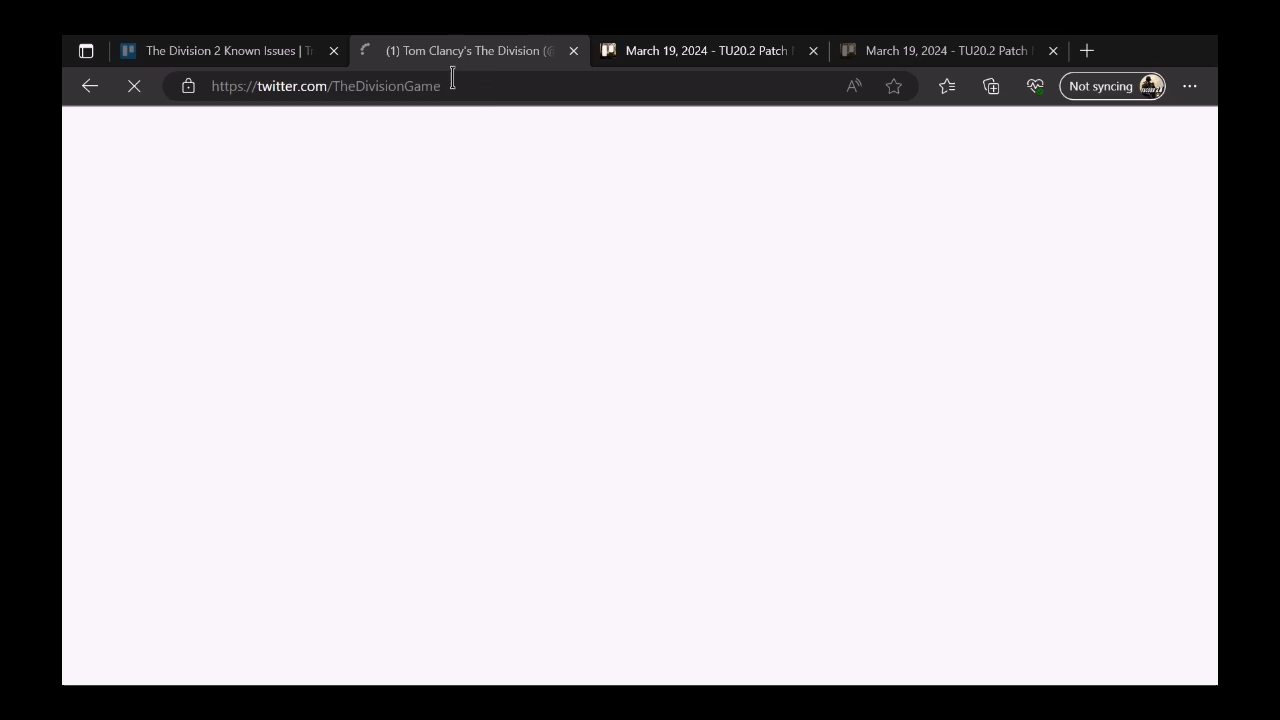 The Division 2 Known Issues |
(1) Tom Clancy's The Division (@
March 19, 2024 - TU20.2 Patch
March 19, 2024 - TU20.2 Patch
https://twitter.com/TheDivisionGame
Not syncing